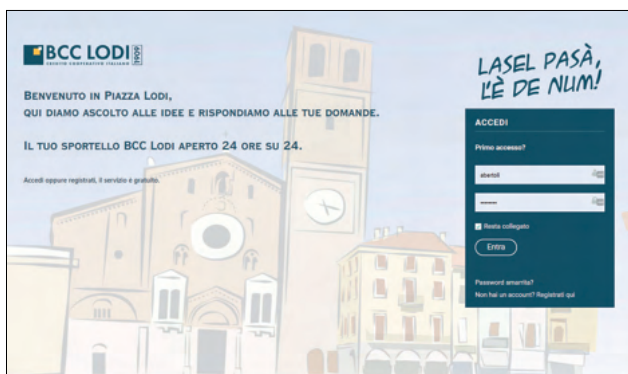 BCC LODI 1909
CREDITO COOPERATIVO ITALIANO
BENVENUTO IN PIAZZA LODI,
QUI DIAMO ASCOLTO ALLE IDEE E RISPONDIAMO ALLE TUE DOMANDE.
IL TUO SPORTELLO BCC LODI APERTO 24 ORE SU 24.
Accedi oppure registrati, il servizio è gratuito.
LASEL PASÀ,
L'È DE NUM!
ACCEDI
Primo accesso?
ebertoli
Resta collegato
Entra
Password smarrita?
Non hai un account? Registrati qui